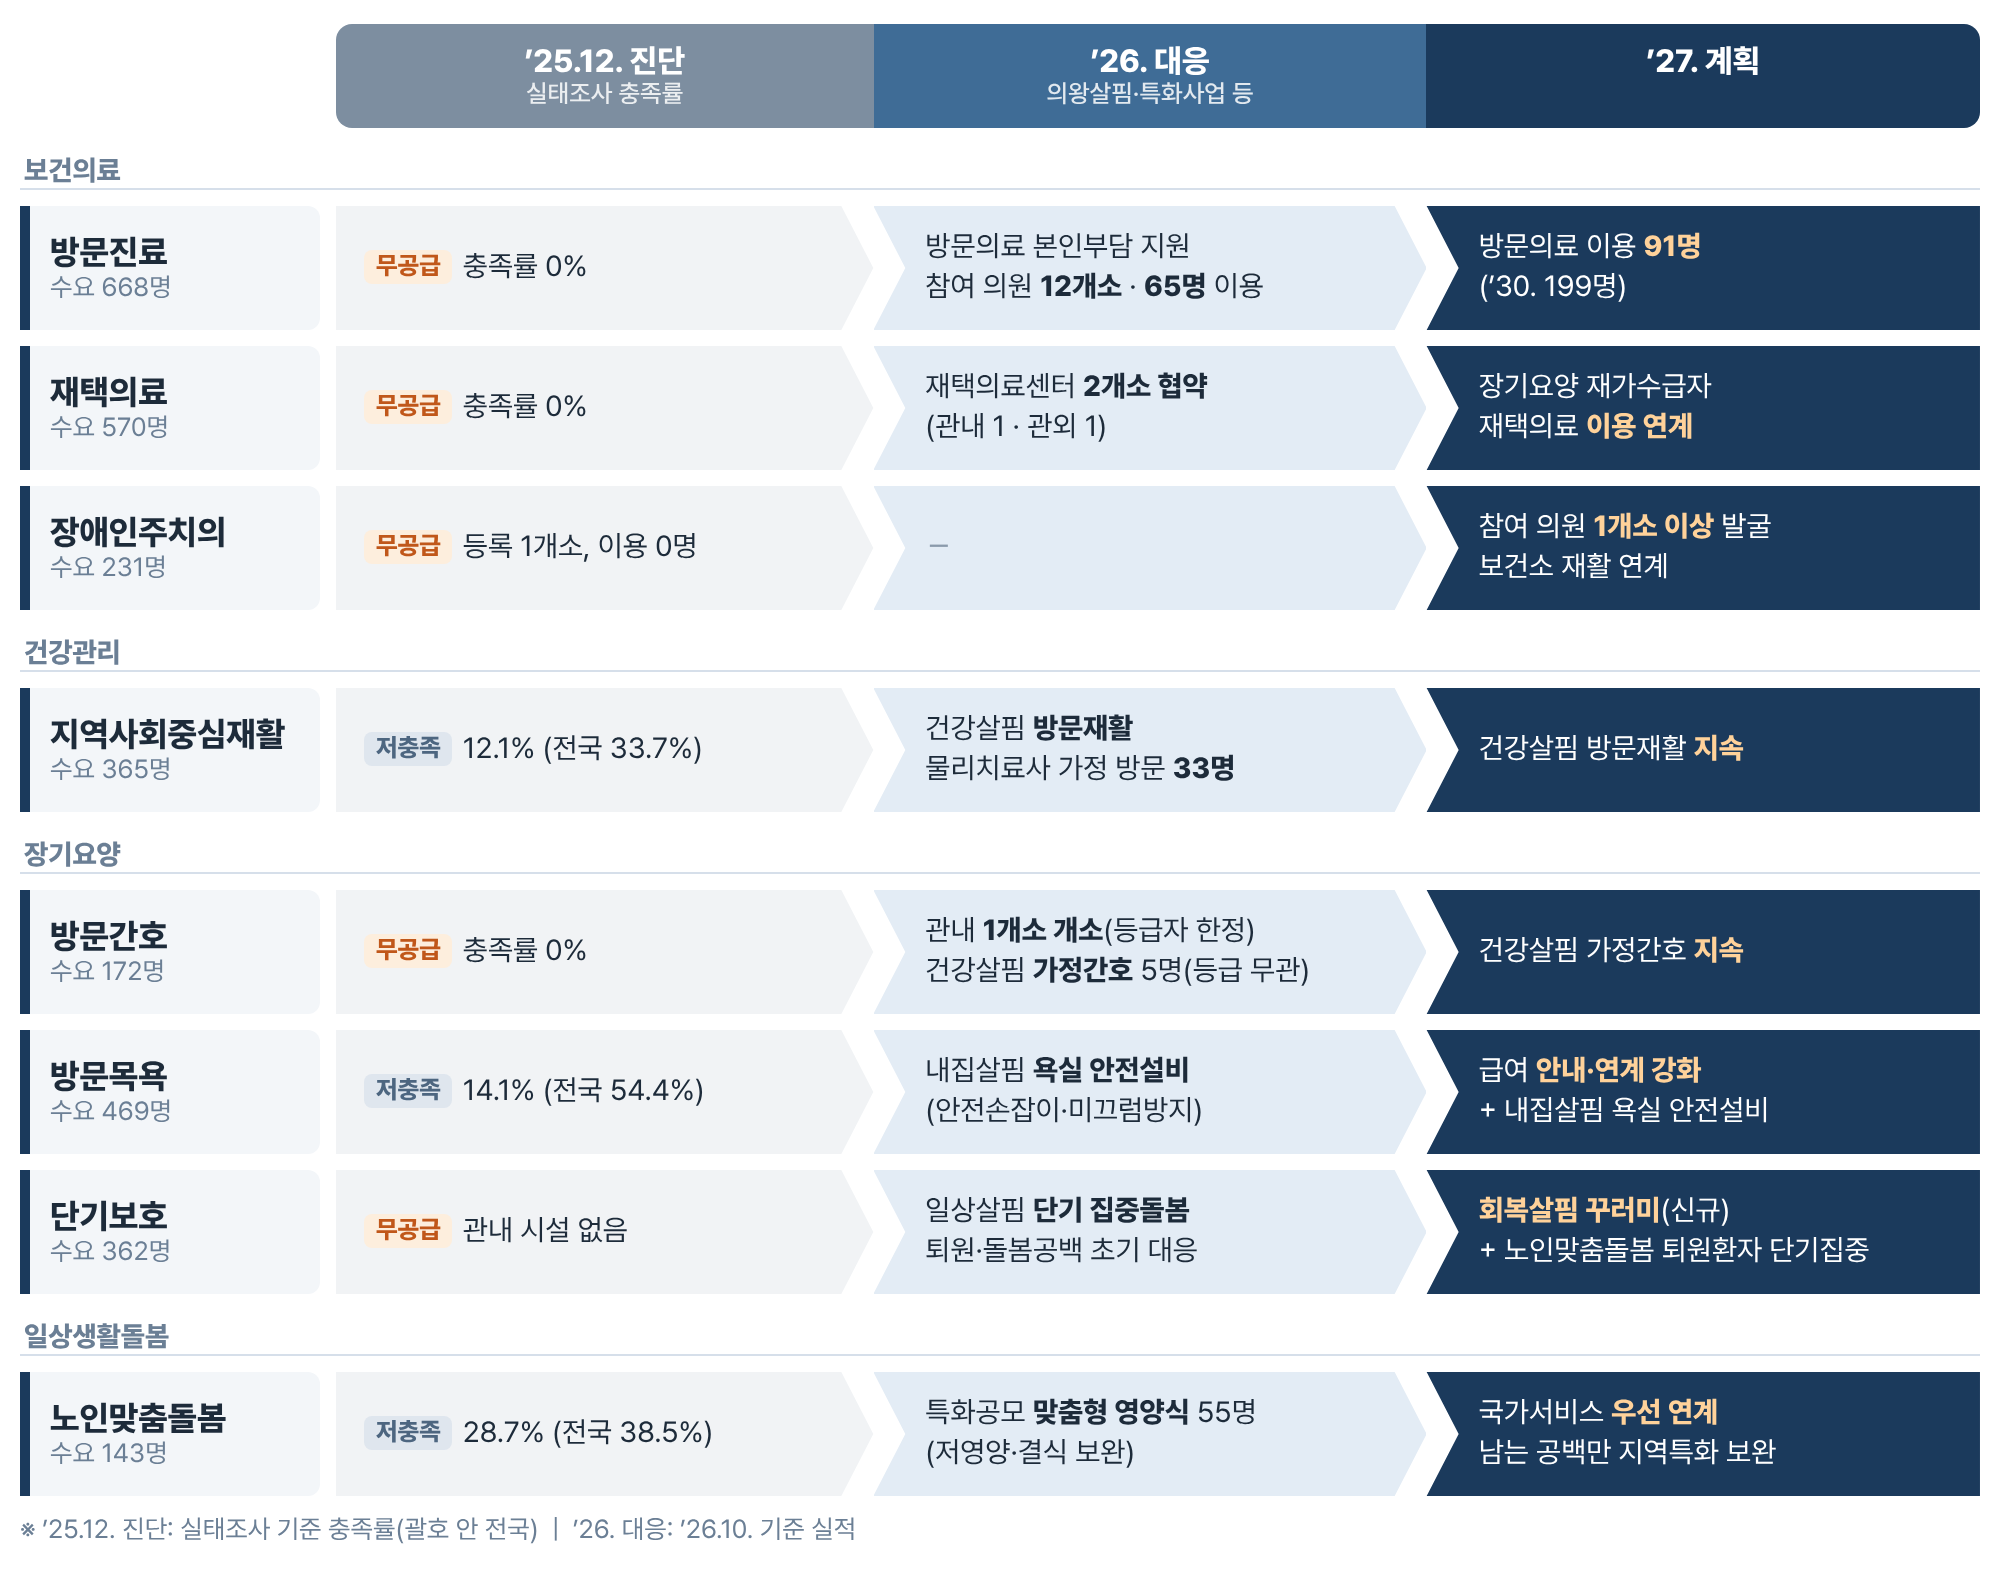 ’25.12. 진단
실태조사 충족률
’26. 대응
의왕살핌·특화사업 등
’27. 계획
보건의료
방문진료
수요 668명
무공급 충족률 0%
방문의료 본인부담 지원
참여 의원 12개소 · 65명 이용
방문의료 이용 91명
(’30. 199명)
재택의료
수요 570명
무공급 충족률 0%
재택의료센터 2개소 협약
(관내 1 · 관외 1)
장기요양 재가수급자
재택의료 이용 연계
장애인주치의
수요 231명
무공급 등록 1개소, 이용 0명
–
참여 의원 1개소 이상 발굴
보건소 재활 연계
건강관리
지역사회중심재활
수요 365명
저충족 12.1% (전국 33.7%)
건강살핌 방문재활
물리치료사 가정 방문 33명
건강살핌 방문재활 지속
장기요양
방문간호
수요 172명
무공급 충족률 0%
관내 1개소 개소(등급자 한정)
건강살핌 가정간호 5명(등급 무관)
건강살핌 가정간호 지속
방문목욕
수요 469명
저충족 14.1% (전국 54.4%)
내집살핌 욕실 안전설비
(안전손잡이·미끄럼방지)
급여 안내·연계 강화
+ 내집살핌 욕실 안전설비
단기보호
수요 362명
무공급 관내 시설 없음
일상살핌 단기 집중돌봄
퇴원·돌봄공백 초기 대응
회복살핌 꾸러미(신규)
+ 노인맞춤돌봄 퇴원환자 단기집중
일상생활돌봄
노인맞춤돌봄
수요 143명
저충족 28.7% (전국 38.5%)
특화공모 맞춤형 영양식 55명
(저영양·결식 보완)
국가서비스 우선 연계
남는 공백만 지역특화 보완
※ ’25.12. 진단: 실태조사 기준 충족률(괄호 안 전국) | ’26. 대응: ’26.10. 기준 실적